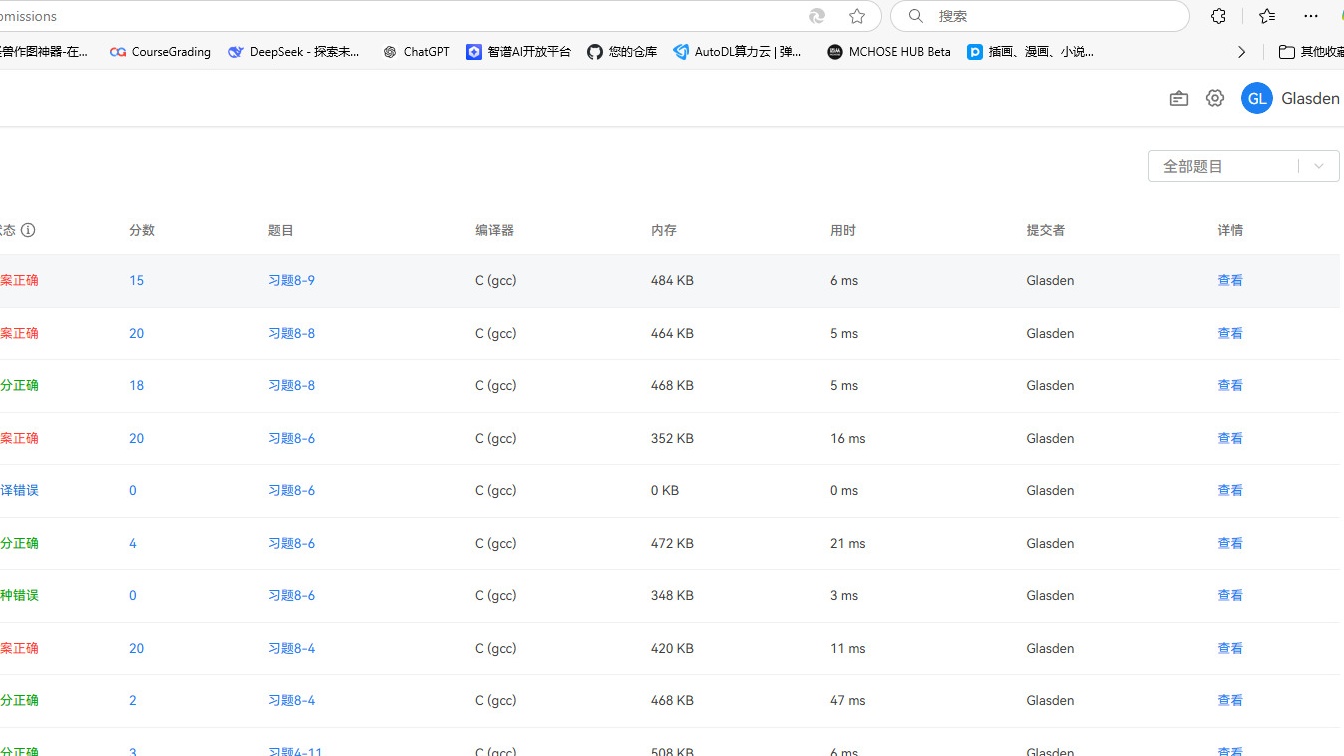 omissions 搜索
怪兽作图神器-在... CourseGrading DeepSeek - 探索未... ChatGPT 智谱AI开放平台 您的仓库 AutoDL算力云 | 弹... MCHOSE HUB Beta 插画、漫画、小说... 其他收藏
GL Glasden
全部题目
状态 分数 题目 编译器 内存 用时 提交者 详情
案正确 15 习题8-9 C (gcc) 484 KB 6 ms Glasden 查看
案正确 20 习题8-8 C (gcc) 464 KB 5 ms Glasden 查看
分正确 18 习题8-8 C (gcc) 468 KB 5 ms Glasden 查看
案正确 20 习题8-6 C (gcc) 352 KB 16 ms Glasden 查看
译错误 0 习题8-6 C (gcc) 0 KB 0 ms Glasden 查看
分正确 4 习题8-6 C (gcc) 472 KB 21 ms Glasden 查看
种错误 0 习题8-6 C (gcc) 348 KB 3 ms Glasden 查看
案正确 20 习题8-4 C (gcc) 420 KB 11 ms Glasden 查看
分正确 2 习题8-4 C (gcc) 468 KB 47 ms Glasden 查看
分正确 3 习题4-11 C (gcc) 508 KB 6 ms Glasden 查看